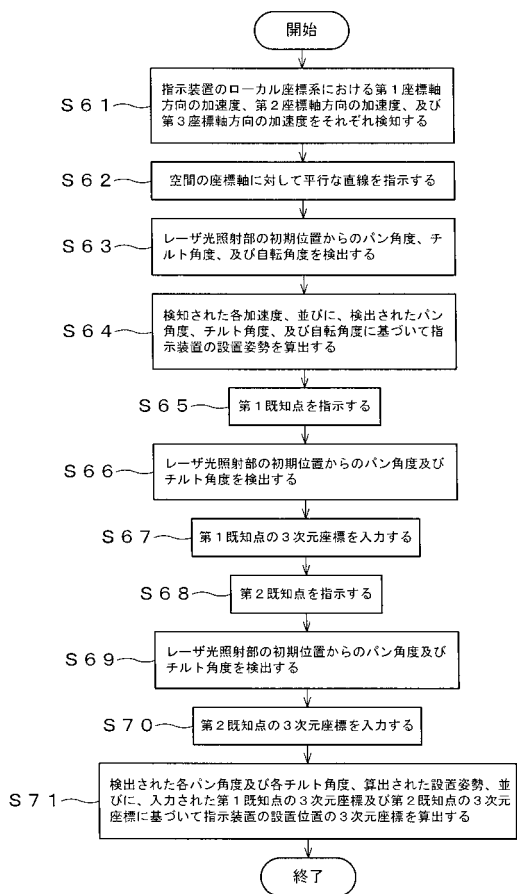 開始
S61
指示装置のローカル座標系における第1座標軸
方向の加速度、第2座標軸方向の加速度、及び
第3座標軸方向の加速度をそれぞれ検知する
S62
空間の座標軸に対して平行な直線を指示する
S63
レーザ光照射部の初期位置からのパン角度、チ
ルト角度、及び自転角度を検出する
S64
検知された各加速度、並びに、検出されたパン
角度、チルト角度、及び自転角度に基づいて指
示装置の設置姿勢を算出する
S65
第1既知点を指示する
S66
レーザ光照射部の初期位置からのパン角度及び
チルト角度を検出する
S67
第1既知点の3次元座標を入力する
S68
第2既知点を指示する
S69
レーザ光照射部の初期位置からのパン角度及び
チルト角度を検出する
S70
第2既知点の3次元座標を入力する
S71
検出された各パン角度及び各チルト角度、算出された設置姿勢、並
びに、入力された第1既知点の3次元座標及び第2既知点の3次元
座標に基づいて指示装置の設置位置の3次元座標を算出する
終了